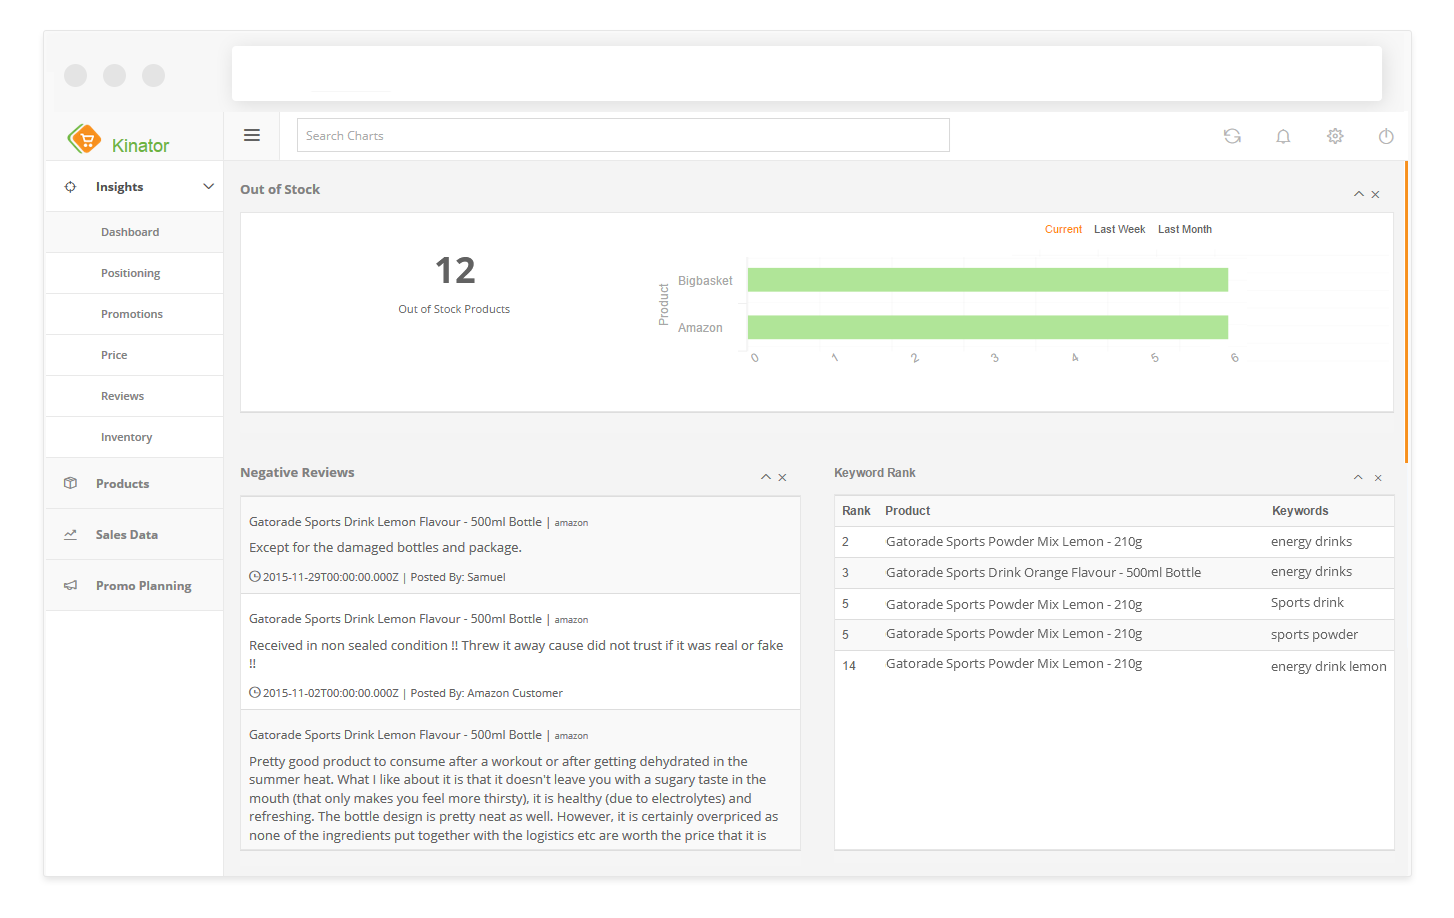 Kinator
Search Charts
Insights
Dashboard
Positioning
Promotions
Price
Reviews
Inventory
Products
Sales Data
Promo Planning
Out of Stock
12
Out of Stock Products
Current Last Week Last Month
Product
Bigbasket
Amazon
0 1 2 3 4 5 6
Negative Reviews
Gatorade Sports Drink Lemon Flavour - 500ml Bottle | amazon
Except for the damaged bottles and package.
2015-11-29T00:00:00.000Z | Posted By: Samuel
Gatorade Sports Drink Lemon Flavour - 500ml Bottle | amazon
Received in non sealed condition !! Threw it away cause did not trust if it was real or fake
!!
2015-11-02T00:00:00.000Z | Posted By: Amazon Customer
Gatorade Sports Drink Lemon Flavour - 500ml Bottle | amazon
Pretty good product to consume after a workout or after getting dehydrated in the
summer heat. What I like about it is that it doesn't leave you with a sugary taste in the
mouth (that only makes you feel more thirsty), it is healthy (due to electrolytes) and
refreshing. The bottle design is pretty neat as well. However, it is certainly overpriced as
none of the ingredients put together with the logistics etc are worth the price that it is
Keyword Rank
Rank Product Keywords
2 Gatorade Sports Powder Mix Lemon - 210g energy drinks
3 Gatorade Sports Drink Orange Flavour - 500ml Bottle energy drinks
5 Gatorade Sports Powder Mix Lemon - 210g Sports drink
5 Gatorade Sports Powder Mix Lemon - 210g sports powder
14 Gatorade Sports Powder Mix Lemon - 210g energy drink lemon